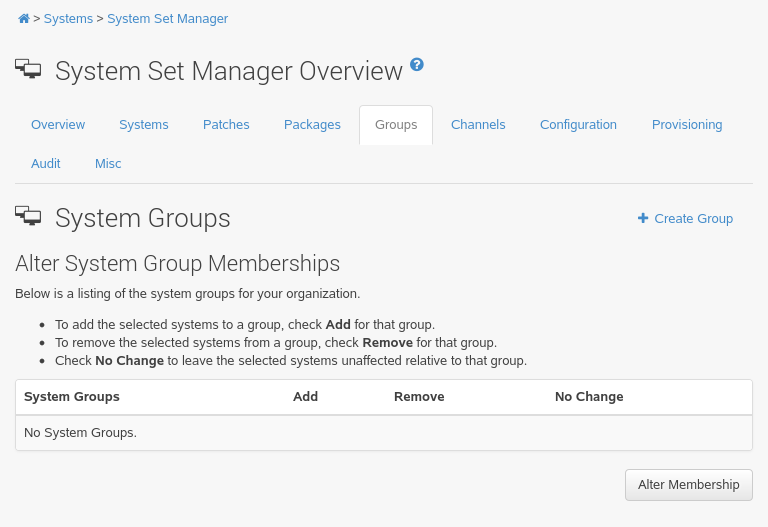 > Systems > System Set Manager
System Set Manager Overview ?
Overview Systems Patches Packages Groups Channels Configuration Provisioning
Audit Misc
System Groups
+ Create Group
Alter System Group Memberships
Below is a listing of the system groups for your organization.
• To add the selected systems to a group, check Add for that group.
• To remove the selected systems from a group, check Remove for that group.
• Check No Change to leave the selected systems unaffected relative to that group.
System Groups Add Remove No Change
No System Groups.
Alter Membership